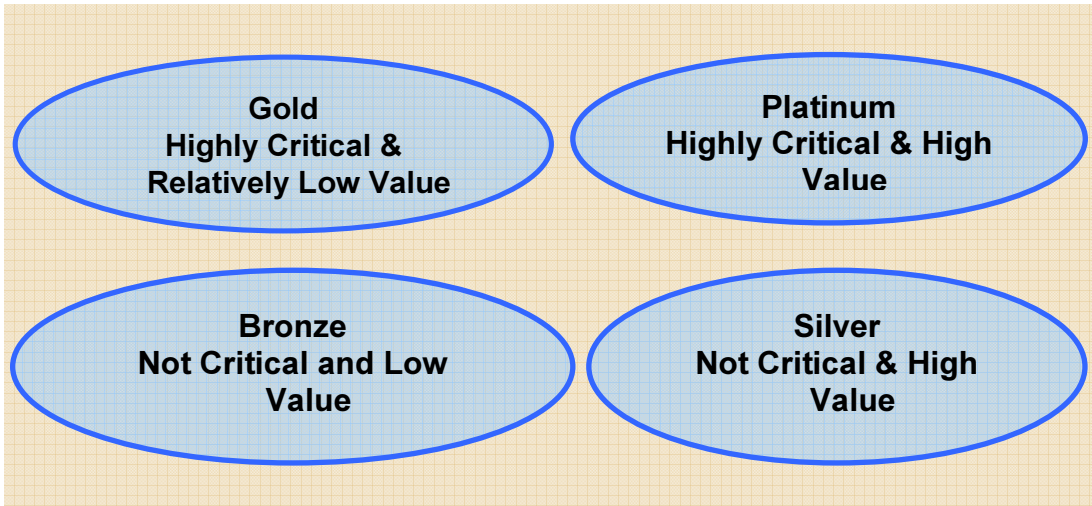 Gold
Highly Critical &
Relatively Low Value
Platinum
Highly Critical & High
Value
Bronze
Not Critical and Low
Value
Silver
Not Critical & High
Value